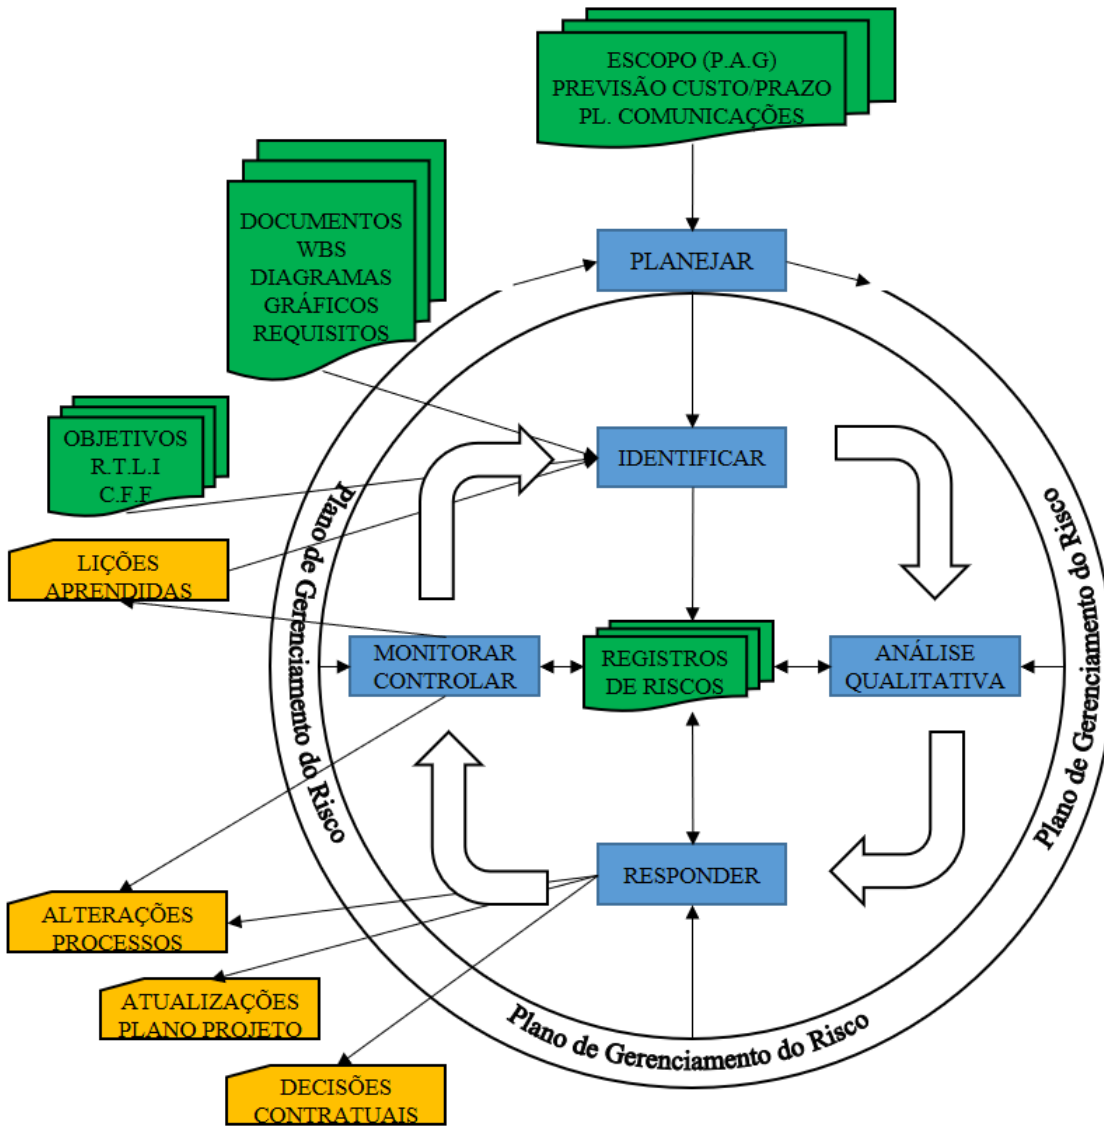 ESCOPO (P.A.G)
PREVISÃO CUSTO/PRAZO
PL. COMUNICAÇÕES
DOCUMENTOS
WBS
DIAGRAMAS
GRÁFICOS
REQUISITOS
PLANEJAR
OBJETIVOS
R.T.L.I
C.F.F
IDENTIFICAR
LIÇÕES
APRENDIDAS
Plano de Gerenciamento do Risco
Plano de Gerenciamento do Risco
MONITORAR
CONTROLAR
REGISTROS
DE RISCOS
ANÁLISE
QUALITATIVA
RESPONDER
ALTERAÇÕES
PROCESSOS
ATUALIZAÇÕES
PLANO PROJETO
Plano de Gerenciamento do Risco
DECISÕES
CONTRATUAIS